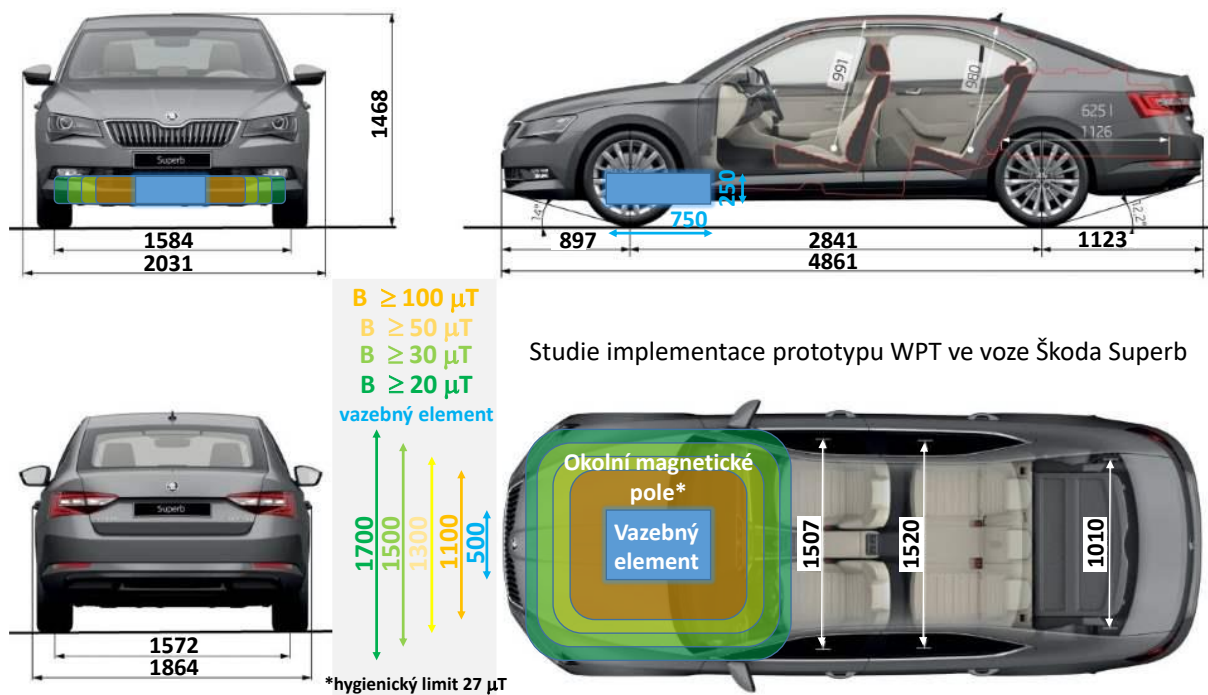 Superb
1468
1584
2031
991
980
625 l
1126
250
750
14°
12.2°
897
2841
1123
4861
B ≥ 100 µT
B ≥ 50 µT
B ≥ 30 µT
B ≥ 20 µT
vazebný element
1700
1500
1300
1100
500
*hygienický limit 27 µT
Studie implementace prototypu WPT ve voze Škoda Superb
Superb
1572
1864
Okolní magnetické
pole*
Vazebný
element
1507
1520
1010